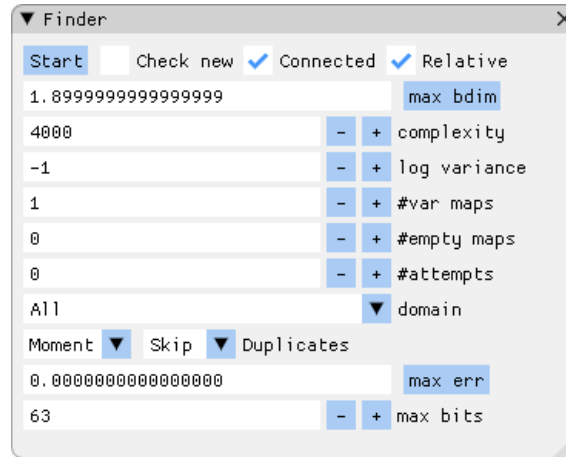 ▼ Finder
Start Check new Connected Relative
1.8999999999999999 max bdim
4000 - + complexity
-1 - + log variance
1 - + #var maps
0 - + #empty maps
0 - + #attempts
All ▼ domain
Moment ▼ Skip ▼ Duplicates
0.0000000000000000 max err
63 - + max bits